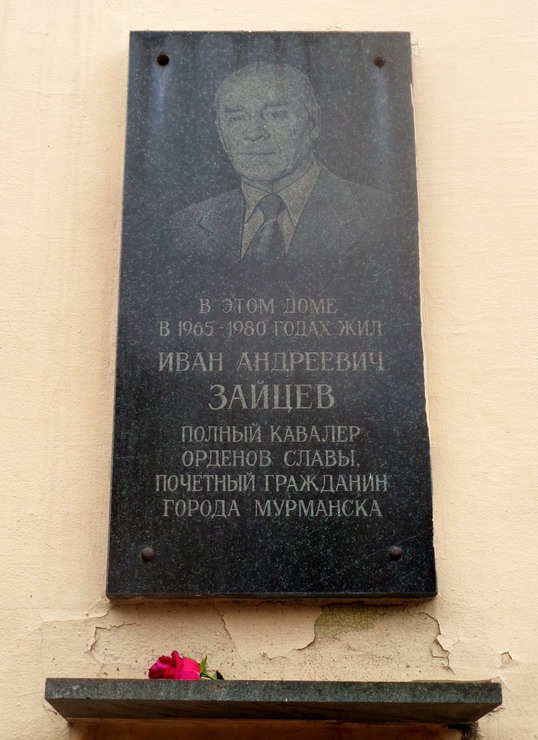 В ЭТОМ ДОМЕ
В 1965-1980 ГОДАХ ЖИЛ
ИВАН АНДРЕЕВИЧ
ЗАЙЦЕВ
ПОЛНЫЙ КАВАЛЕР
ОРДЕНОВ СЛАВЫ,
ПОЧЕТНЫЙ ГРАЖДАНИН
ГОРОДА МУРМАНСКА